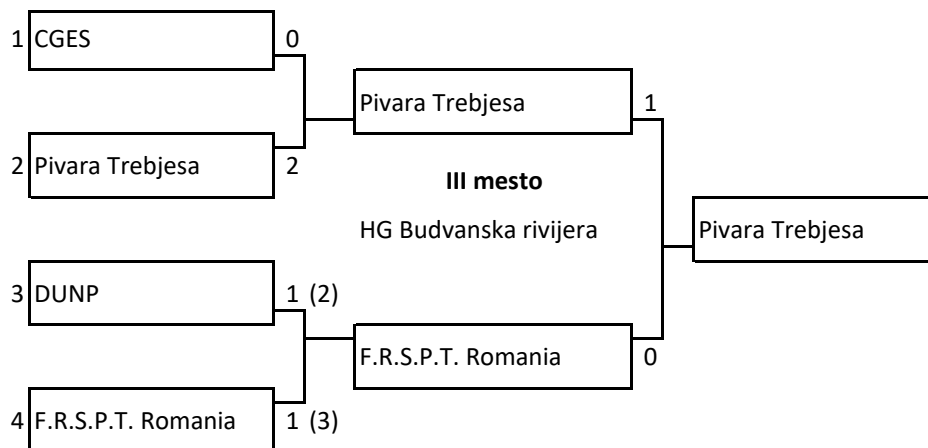 1 CGES 0
Pivara Trebjesa 1
2 Pivara Trebjesa 2
III mesto
HG Budvanska rivijera
Pivara Trebjesa
3 DUNP 1 (2)
F.R.S.P.T. Romania 0
4 F.R.S.P.T. Romania 1 (3)